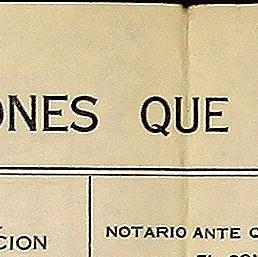 ONES QUE
CION
NOTARIO ANTE